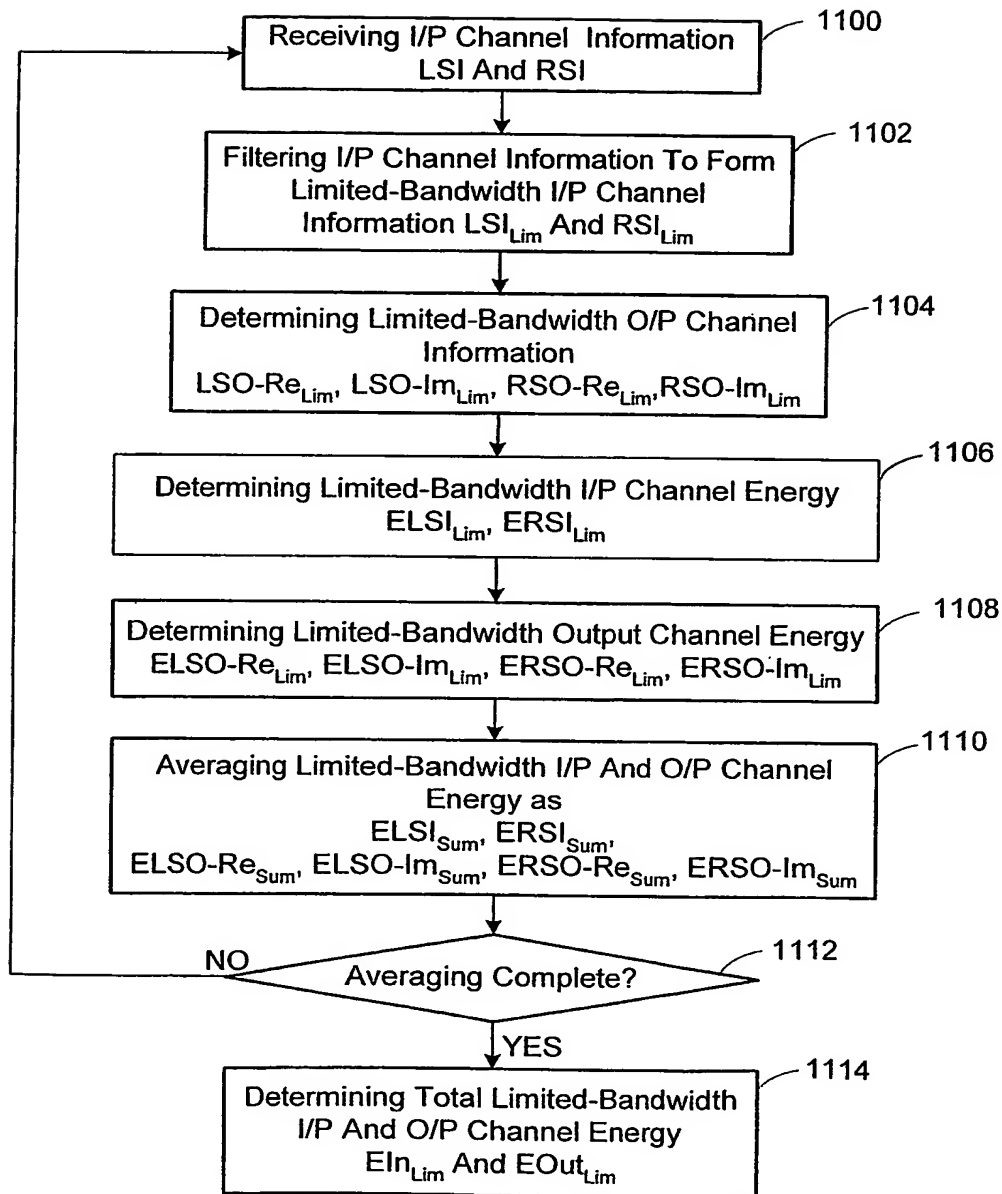 1100
Receiving I/P Channel Information
LSI And RSI
1102
Filtering I/P Channel Information To Form
Limited-Bandwidth I/P Channel
Information LSI_Lim And RSI_Lim
1104
Determining Limited-Bandwidth O/P Channel
Information
LSO-Re_Lim, LSO-Im_Lim, RSO-Re_Lim,RSO-Im_Lim
1106
Determining Limited-Bandwidth I/P Channel Energy
ELSI_Lim, ERSI_Lim
1108
Determining Limited-Bandwidth Output Channel Energy
ELSO-Re_Lim, ELSO-Im_Lim, ERSO-Re_Lim, ERSO-Im_Lim
1110
Averaging Limited-Bandwidth I/P And O/P Channel
Energy as
ELSI_Sum, ERSI_Sum,
ELSO-Re_Sum, ELSO-Im_Sum, ERSO-Re_Sum, ERSO-Im_Sum
1112
NO
Averaging Complete?
YES
1114
Determining Total Limited-Bandwidth
I/P And O/P Channel Energy
EIn_Lim And EOut_Lim